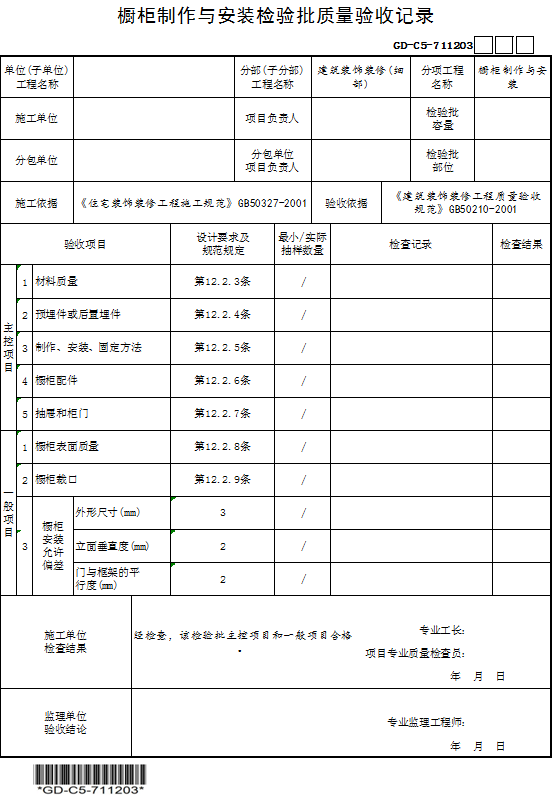 橱柜制作与安装检验批质量验收记录
GD-C5-711203
单位(子单位)
工程名称
分部(子分部)
工程名称
建筑装饰装修(细
部)
分项工程
名称
橱柜制作与安
装
施工单位
项目负责人
检验批
容量
分包单位
分包单位
项目负责人
检验批
部位
施工依据
《住宅装饰装修工程施工规范》GB50327-2001
验收依据
《建筑装饰装修工程质量验收
规范》GB50210-2001
验收项目
设计要求及
规范规定
最小/实际
抽样数量
检查记录
检查结果
主控项目
1 材料质量 第12.2.3条 /
2 预埋件或后置埋件 第12.2.4条 /
3 制作、安装、固定方法 第12.2.5条 /
4 橱柜配件 第12.2.6条 /
5 抽屉和柜门 第12.2.7条 /
一般项目
1 橱柜表面质量 第12.2.8条 /
2 橱柜裁口 第12.2.9条 /
3
橱柜
安装
允许
偏差
外形尺寸(mm) 3 /
立面垂直度(mm) 2 /
门与框架的平
行度(mm)
2 /
施工单位
检查结果
经检查，该检验批主控项目和一般项目合格
.
专业工长：
项目专业质量检查员：
年 月 日
监理单位
验收结论
专业监理工程师：
年 月 日
*GD-C5-711203*